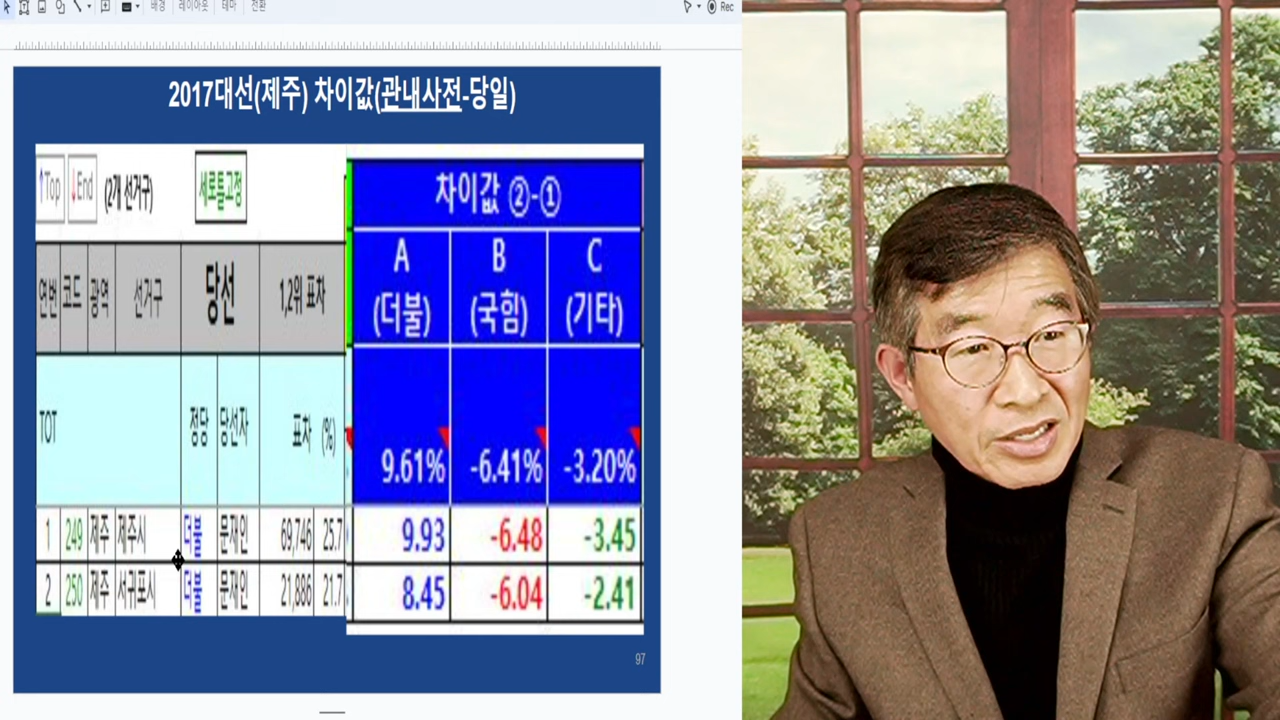 배경 레이아웃 테마 전환
Rec
2017대선(제주) 차이값(관내사전-당일)
↑Top ↓End (2개 선거구) 세로틀고정
차이값 ②-①
연번 코드 광역 선거구 당선 1,2위 표차
A (더불) B (국힘) C (기타)
TOT 정당 당선자 표차 (%)
9.61% -6.41% -3.20%
1 249 제주 제주시 더불 문재인 69,746 25.7 9.93 -6.48 -3.45
2 250 제주 서귀포시 더불 문재인 21,886 21.7 8.45 -6.04 -2.41
97